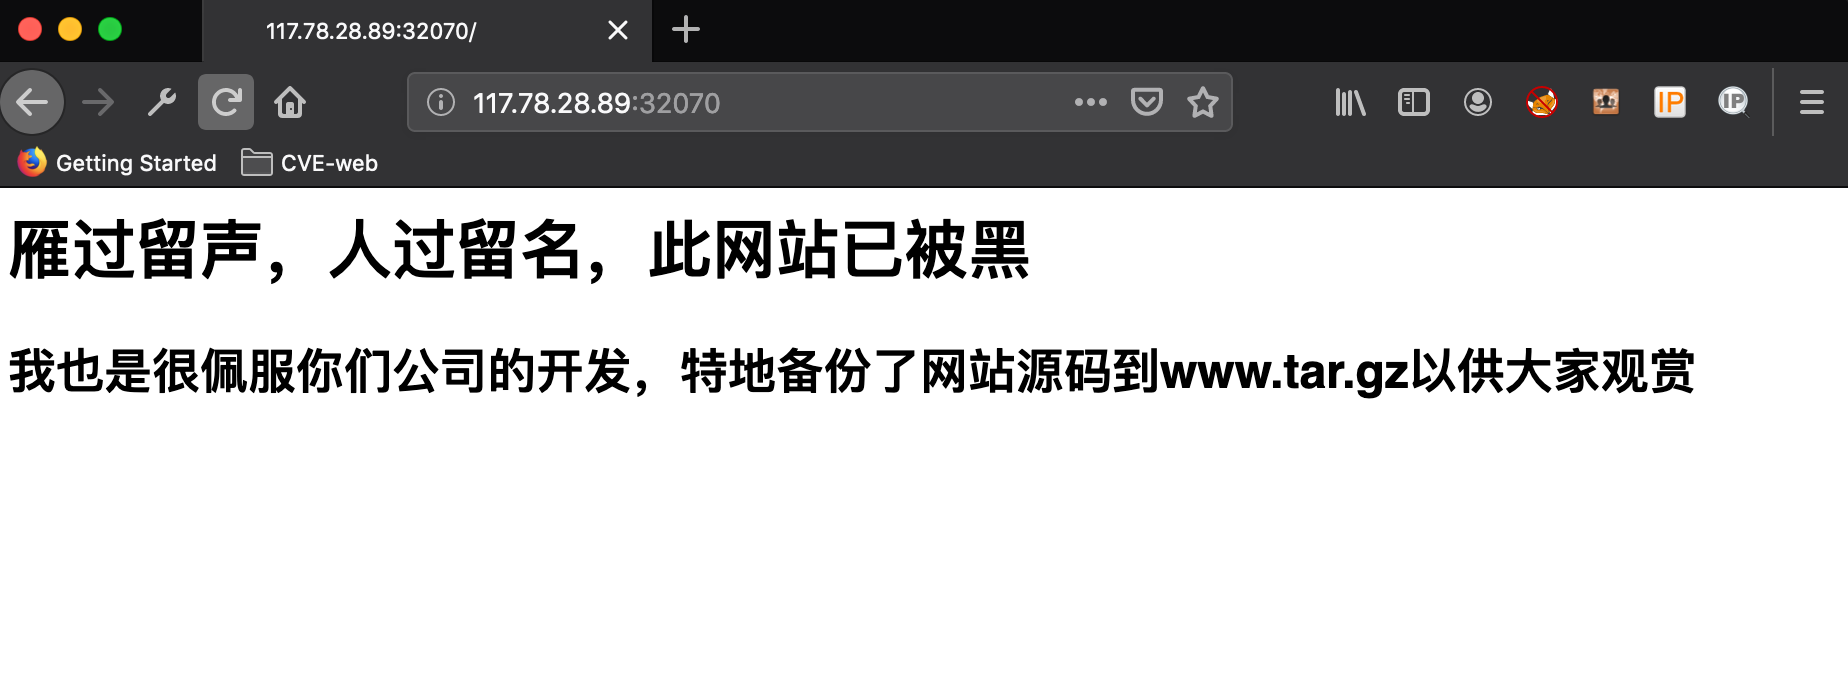 117.78.28.89:32070/
117.78.28.89:32070
IP
IP
Getting Started
CVE-web
雁过留声，人过留名，此网站已被黑
我也是很佩服你们公司的开发，特地备份了网站源码到www.tar.gz以供大家观赏